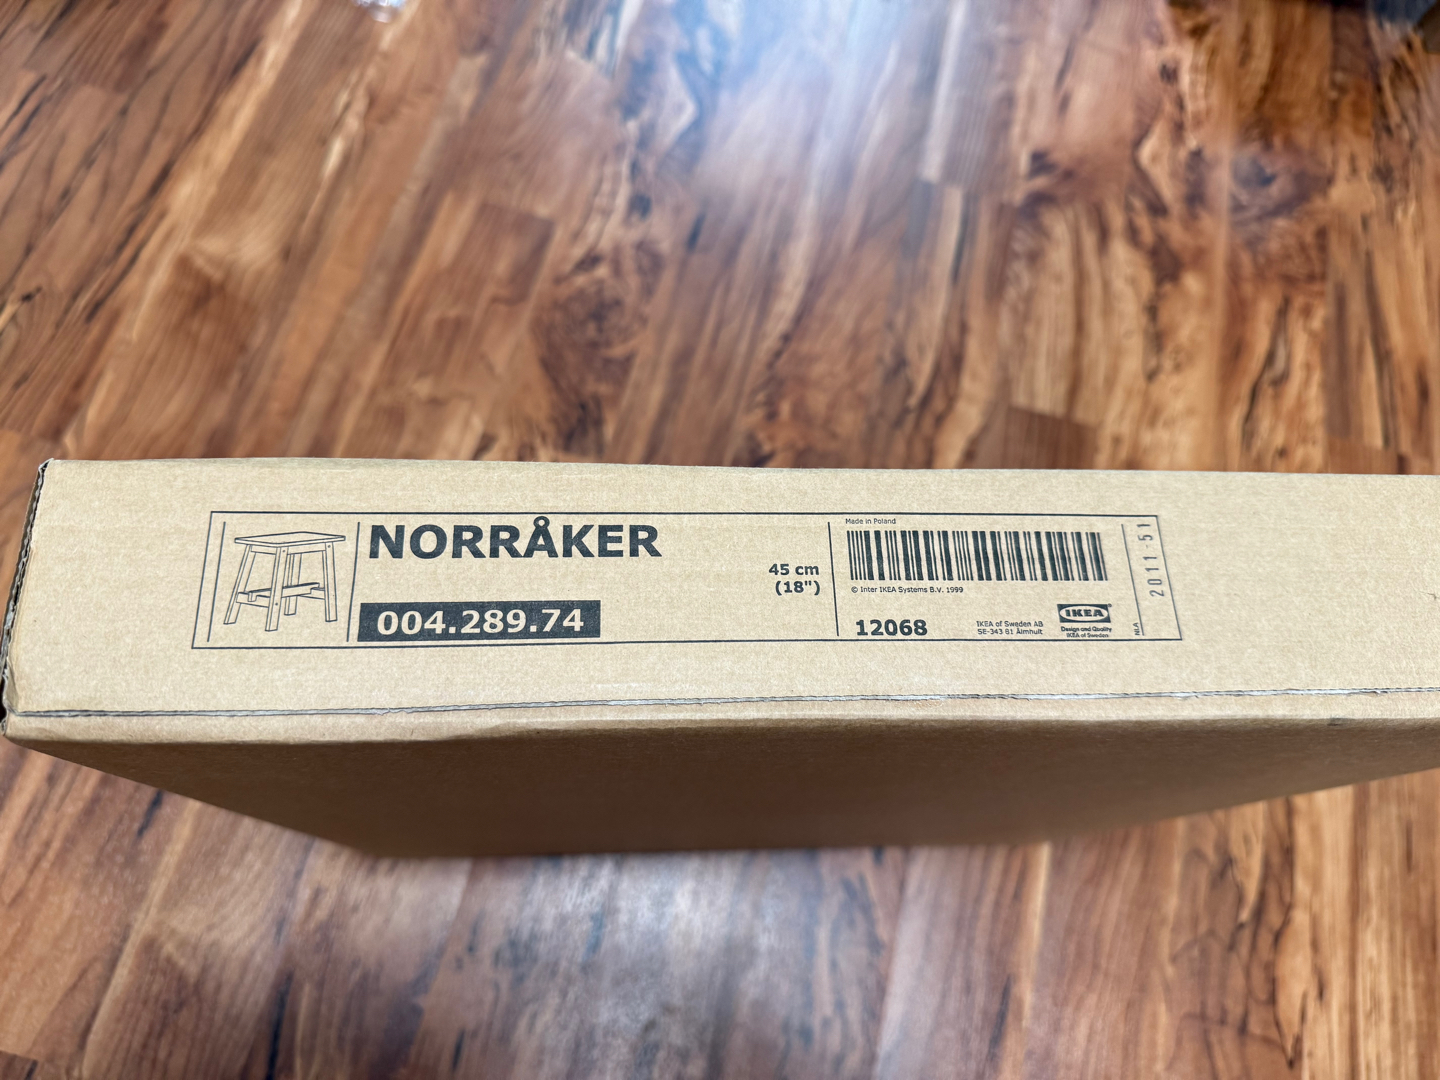 NORRÅKER
45 cm
(18")
004.289.74
Made in Poland
© Inter IKEA Systems B.V. 1999
12068
IKEA of Sweden AB
SE-343 81 Älmhult
IKEA
Design and Quality
IKEA of Sweden
2011 51